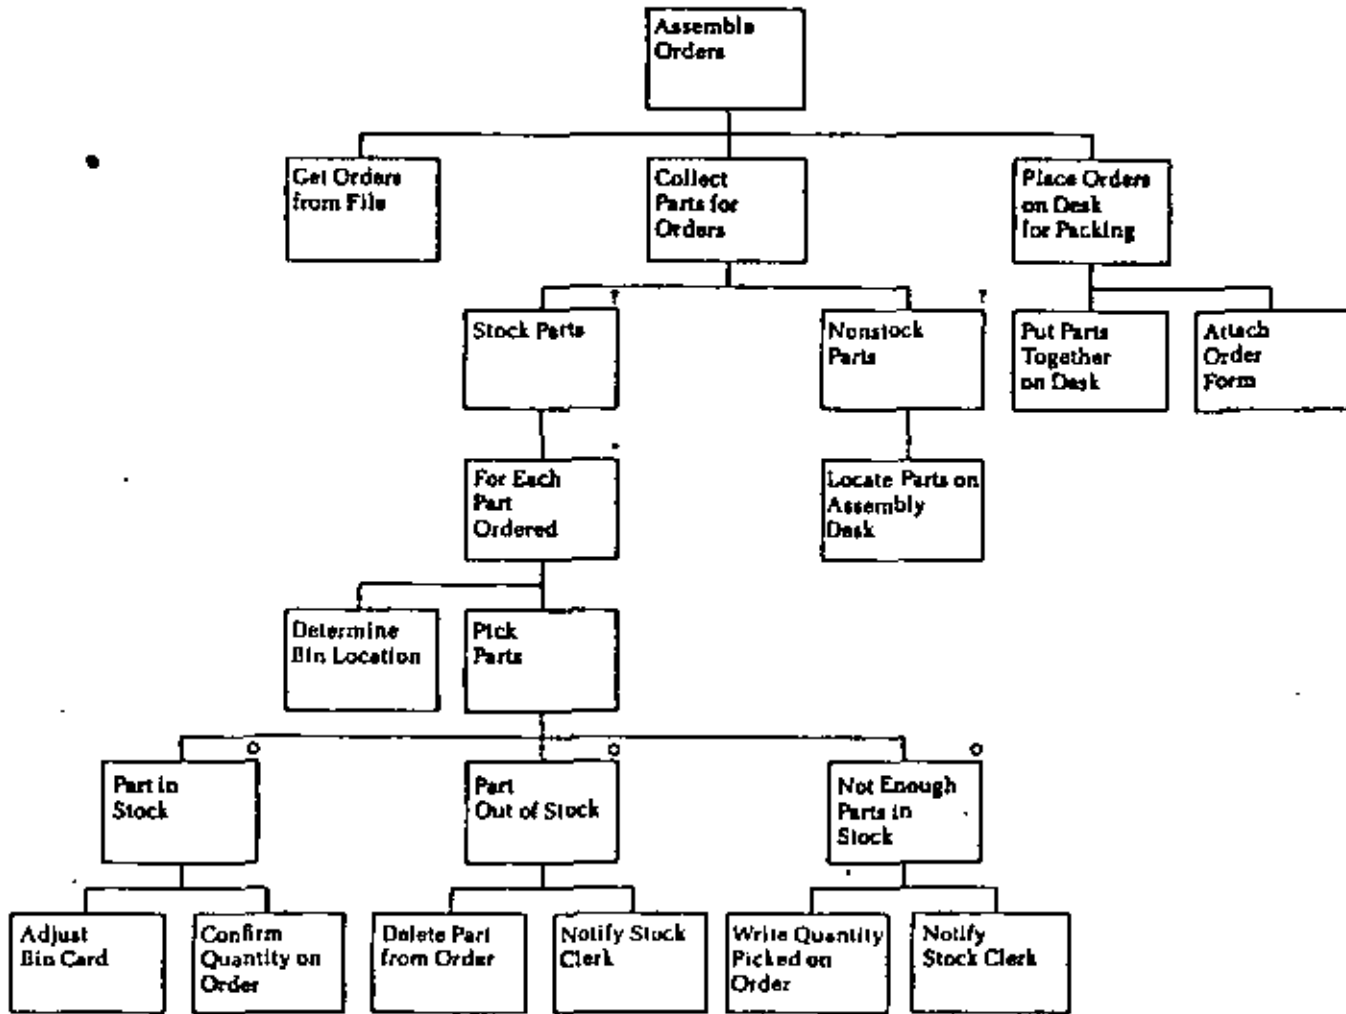 Assemble
Orders
Get Orders
from File
Collect
Parts for
Orders
Place Orders
on Desk
for Packing
?
?
Stock Parts
Nonstock
Parts
Put Parts
Together
on Desk
Attach
Order
Form
*
For Each
Part
Ordered
Locate Parts on
Assembly
Desk
Determine
Bin Location
Pick
Parts
o
o
o
Part in
Stock
Part
Out of Stock
Not Enough
Parts in
Stock
Adjust
Bin Card
Confirm
Quantity on
Order
Delete Part
from Order
Notify Stock
Clerk
Write Quantity
Picked on
Order
Notify
Stock Clerk